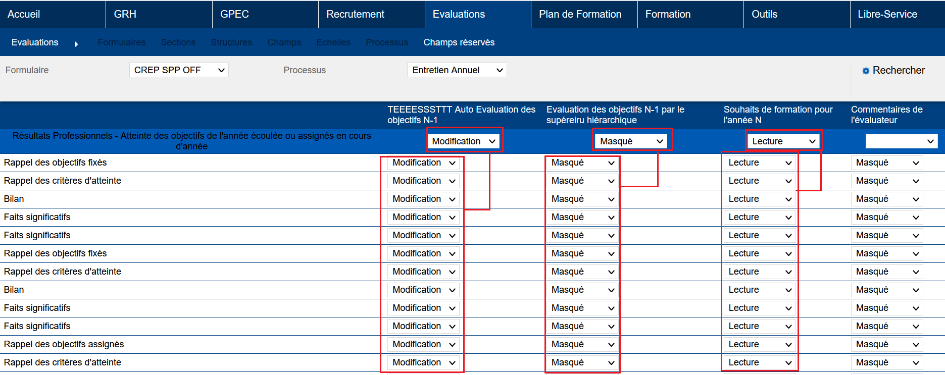 Accueil GRH GPEC Recrutement Evaluations Plan de Formation Formation Outils Libre-Service
Evaluations Formulaires Sections Structures Champs Echelles Processus Champs réservés
Formulaire CREP SPP OFF Processus Entretien Annuel Rechercher
TEEEESSSTTT Auto Evaluation des Evaluation des objectifs N-1 par le Souhaits de formation pour Commentaires de
objectifs N-1 supéreiru hiérarchique l'année N l'évaluateur
Résultats Professionnels - Atteinte des objectifs de l'année écoulée ou assignés en cours
d'année Modification Masqué Lecture
Rappel des objectifs fixés Modification Masqué Lecture Masqué
Rappel des critères d'atteinte Modification Masqué Lecture Masqué
Bilan Modification Masqué Lecture Masqué
Faits significatifs Modification Masqué Lecture Masqué
Faits significatifs Modification Masqué Lecture Masqué
Rappel des objectifs fixés Modification Masqué Lecture Masqué
Rappel des critères d'atteinte Modification Masqué Lecture Masqué
Bilan Modification Masqué Lecture Masqué
Faits significatifs Modification Masqué Lecture Masqué
Faits significatifs Modification Masqué Lecture Masqué
Rappel des objectifs assignés Modification Masqué Lecture Masqué
Rappel des critères d'atteinte Modification Masqué Lecture Masqué